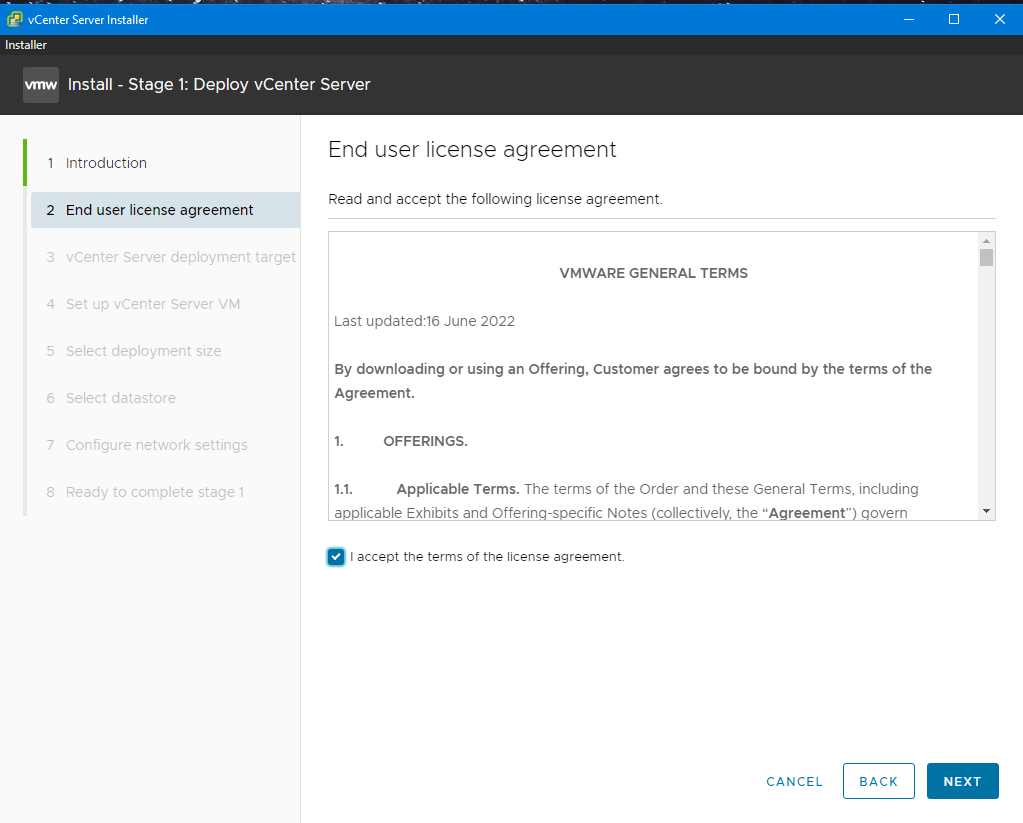 vCenter Server Installer
Installer
vmw Install - Stage 1: Deploy vCenter Server
1 Introduction
2 End user license agreement
3 vCenter Server deployment target
4 Set up vCenter Server VM
5 Select deployment size
6 Select datastore
7 Configure network settings
8 Ready to complete stage 1
End user license agreement
Read and accept the following license agreement.
VMWARE GENERAL TERMS
Last updated:16 June 2022
By downloading or using an Offering, Customer agrees to be bound by the terms of the
Agreement.
1. OFFERINGS.
1.1. Applicable Terms. The terms of the Order and these General Terms, including
applicable Exhibits and Offering-specific Notes (collectively, the “Agreement”) govern
I accept the terms of the license agreement.
CANCEL BACK NEXT